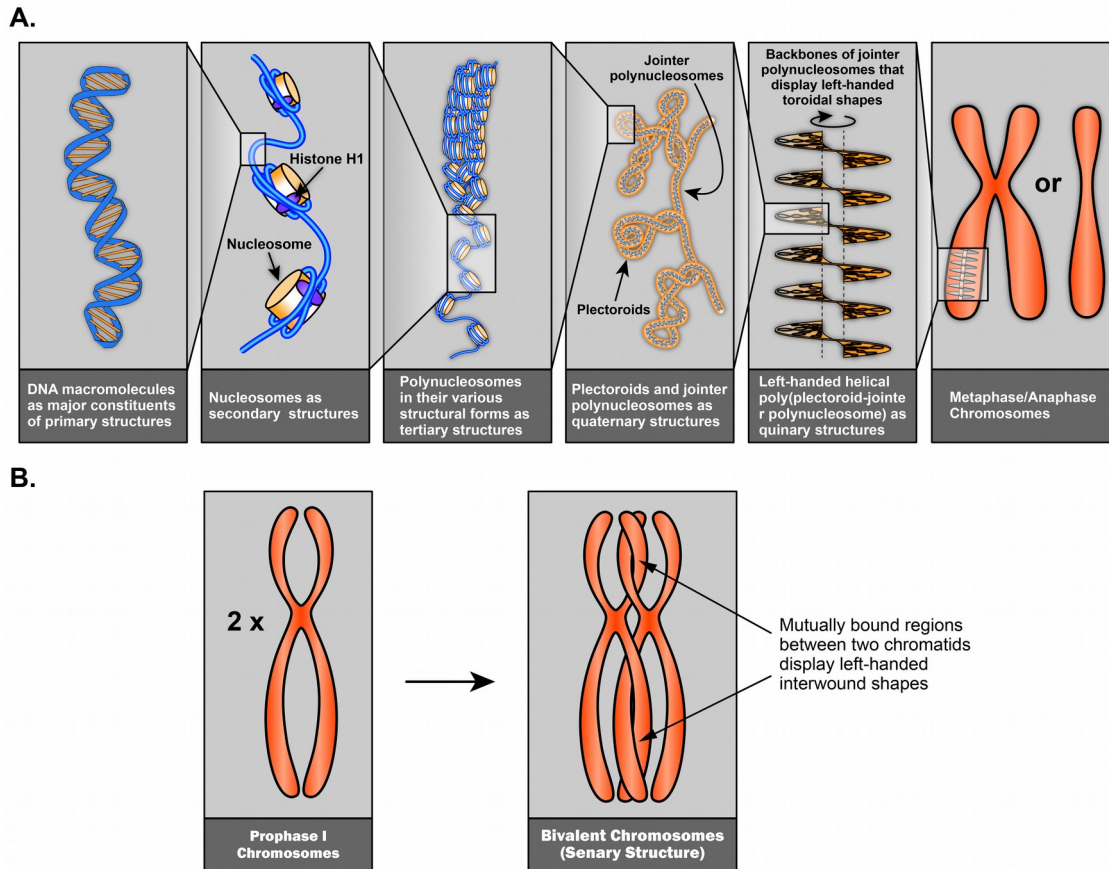 A.
Histone H1
Nucleosome
Jointer
polynucleosomes
Plectoroids
Backbones of jointer
polynucleosomes that
display left-handed
toroidal shapes
or
DNA macromolecules
as major constituents
of primary structures
Nucleosomes as
secondary structures
Polynucleosomes
in their various
structural forms as
tertiary structures
Plectoroids and jointer
polynucleosomes as
quaternary structures
Left-handed helical
poly(plectoroid-jointe
r polynucleosome) as
quinary structures
Metaphase/Anaphase
Chromosomes
B.
2 x
Mutually bound regions
between two chromatids
display left-handed
interwound shapes
Prophase I
Chromosomes
Bivalent Chromosomes
(Senary Structure)